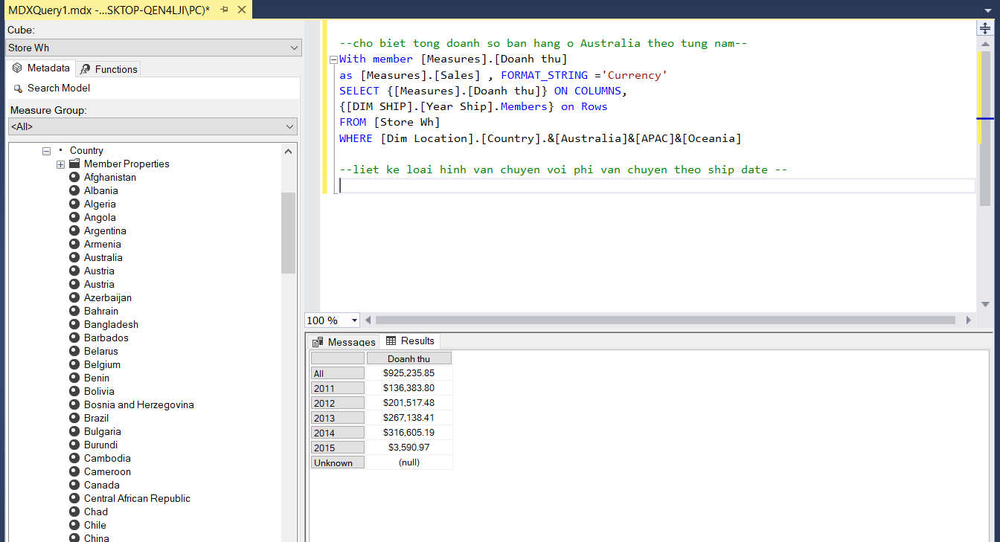 MDXQuery1.mdx -...SKTOP-QEN4LJI\PC)*
Cube:
Store Wh
Metadata
Functions
Search Model
Measure Group:
<All>
Country
Member Properties
Afghanistan
Albania
Algeria
Angola
Argentina
Armenia
Australia
Austria
Austria
Azerbaijan
Bahrain
Bangladesh
Barbados
Belarus
Belgium
Benin
Bolivia
Bosnia and Herzegovina
Brazil
Bulgaria
Burundi
Cambodia
Cameroon
Canada
Central African Republic
Chad
Chile
China
--cho biet tong doanh so ban hang o Australia theo tung nam--
With member [Measures].[Doanh thu]
as [Measures].[Sales] , FORMAT_STRING ='Currency'
SELECT {[Measures].[Doanh thu]} ON COLUMNS,
{[DIM SHIP].[Year Ship].Members} on Rows
FROM [Store Wh]
WHERE [Dim Location].[Country].&[Australia]&[APAC]&[Oceania]
--liet ke loai hinh van chuyen voi phi van chuyen theo ship date --
100 %
Messages
Results
Doanh thu
All $925,235.85
2011 $136,383.80
2012 $201,517.48
2013 $267,138.41
2014 $316,605.19
2015 $3,590.97
Unknown (null)